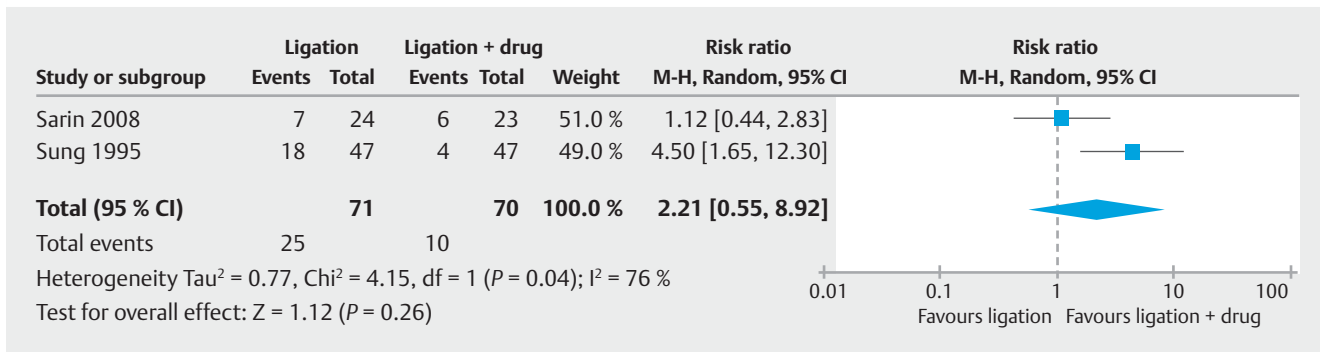 Ligation Ligation + drug Risk ratio Risk ratio
Study or subgroup Events Total Events Total Weight M-H, Random, 95% CI M-H, Random, 95% CI
Sarin 2008 7 24 6 23 51.0 % 1.12 [0.44, 2.83]
Sung 1995 18 47 4 47 49.0 % 4.50 [1.65, 12.30]
Total (95 % CI) 71 70 100.0 % 2.21 [0.55, 8.92]
Total events 25 10
Heterogeneity Tau² = 0.77, Chi² = 4.15, df = 1 (P = 0.04); I² = 76 %
Test for overall effect: Z = 1.12 (P = 0.26)
0.01 0.1 1 10 100
Favours ligation Favours ligation + drug